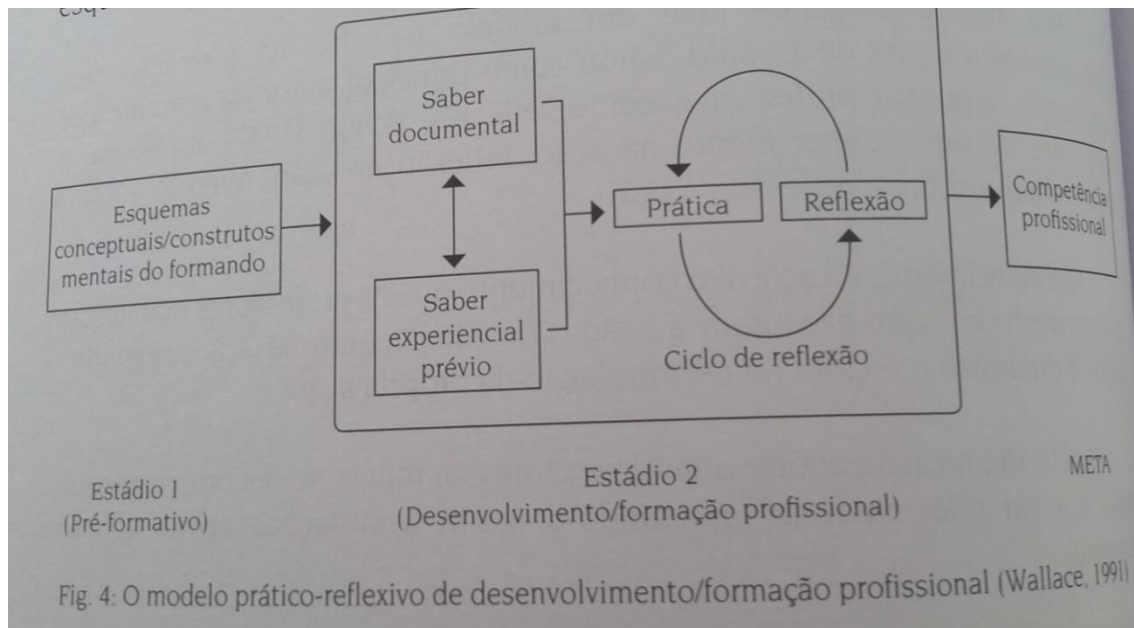 Saber
documental
Esquemas
conceptuais/construtos
mentais do formando
Prática
Reflexão
Competência
profissional
Saber
experiencial
prévio
Ciclo de reflexão
Estádio 1
(Pré-formativo)
Estádio 2
(Desenvolvimento/formação profissional)
META
Fig. 4: O modelo prático-reflexivo de desenvolvimento/formação profissional (Wallace, 1991)